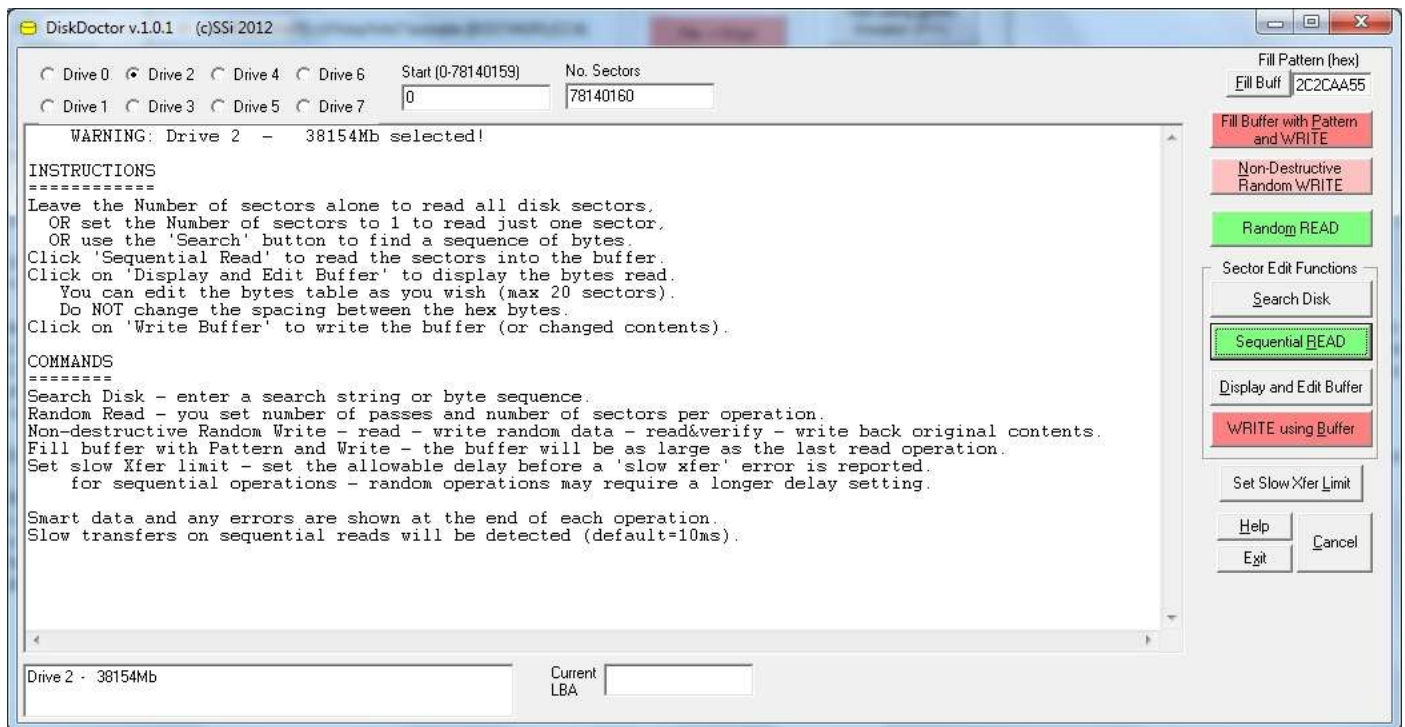 DiskDoctor v.1.0.1 (c)SSi 2012
Drive 0 Drive 2 Drive 4 Drive 6
Drive 1 Drive 3 Drive 5 Drive 7
Start (0-78140159)
0
No. Sectors
78140160
Fill Pattern (hex)
Fill Buff 2C2CAA55
WARNING: Drive 2 - 38154Mb selected!
INSTRUCTIONS
============
Leave the Number of sectors alone to read all disk sectors,
OR set the Number of sectors to 1 to read just one sector,
OR use the 'Search' button to find a sequence of bytes.
Click 'Sequential Read' to read the sectors into the buffer.
Click on 'Display and Edit Buffer' to display the bytes read.
You can edit the bytes table as you wish (max 20 sectors).
Do NOT change the spacing between the hex bytes.
Click on 'Write Buffer' to write the buffer (or changed contents).
COMMANDS
========
Search Disk - enter a search string or byte sequence.
Random Read - you set number of passes and number of sectors per operation.
Non-destructive Random Write - read - write random data - read&verify - write back original contents.
Fill buffer with Pattern and Write - the buffer will be as large as the last read operation.
Set slow Xfer limit - set the allowable delay before a 'slow xfer' error is reported.
for sequential operations - random operations may require a longer delay setting.
Smart data and any errors are shown at the end of each operation.
Slow transfers on sequential reads will be detected (default=10ms).
Fill Buffer with Pattern
and WRITE
Non-Destructive
Random WRITE
Random READ
Sector Edit Functions
Search Disk
Sequential READ
Display and Edit Buffer
WRITE using Buffer
Set Slow Xfer Limit
Help
Exit
Cancel
Drive 2 - 38154Mb
Current
LBA